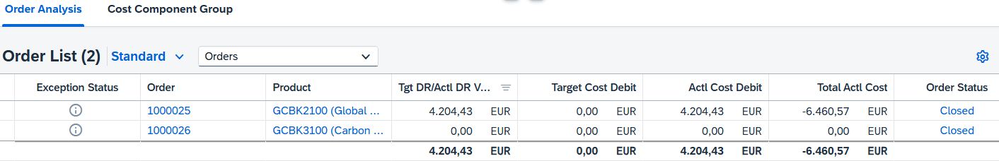 Order Analysis Cost Component Group
Order List (2) Standard Orders
Exception Status Order Product Tgt DR/Actl DR V... Target Cost Debit Actl Cost Debit Total Actl Cost Order Status
1000025 GCBK2100 (Global ... 4.204,43 EUR 0,00 EUR 4.204,43 EUR -6.460,57 EUR Closed
1000026 GCBK3100 (Carbon ... 0,00 EUR 0,00 EUR 0,00 EUR 0,00 EUR Closed
4.204,43 EUR 0,00 EUR 4.204,43 EUR -6.460,57 EUR